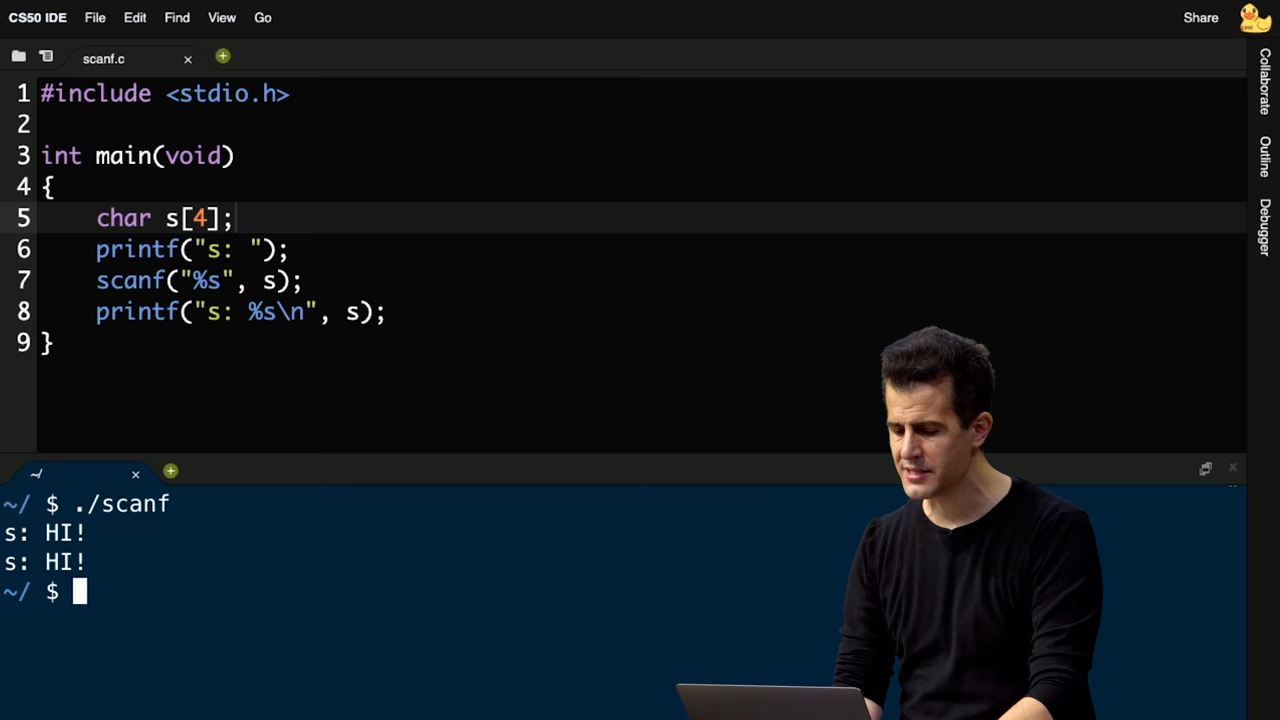 CS50 IDE File Edit Find View Go Share
scanf.c
Collaborate
Outline
Debugger
1 #include <stdio.h>
2
3 int main(void)
4 {
5     char s[4];
6     printf("s: ");
7     scanf("%s", s);
8     printf("s: %s\n", s);
9 }
~/ $ ./scanf
s: HI!
s: HI!
~/ $